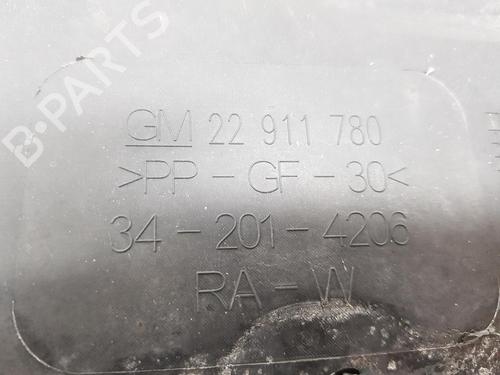 B-PARTS
GM 22 911 780
>PP-GF-30<
34-201-4206
RA-W